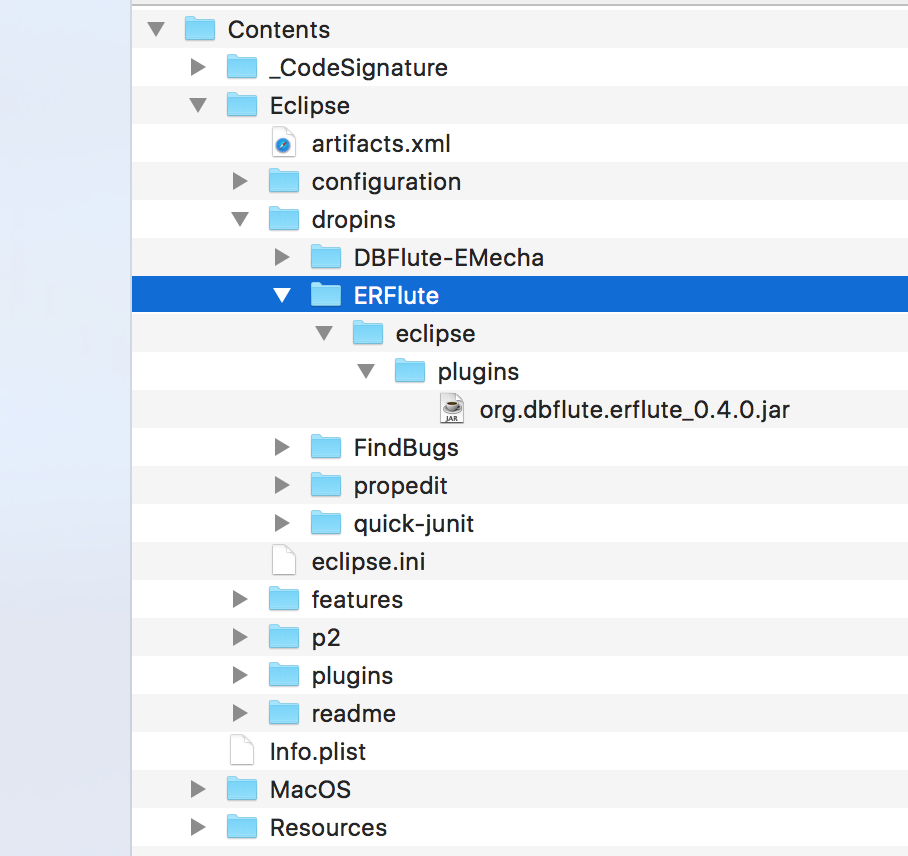 Contents
_CodeSignature
Eclipse
artifacts.xml
configuration
dropins
DBFlute-EMecha
ERFlute
eclipse
plugins
JAR
org.dbflute.erflute_0.4.0.jar
FindBugs
propedit
quick-junit
eclipse.ini
features
p2
plugins
readme
Info.plist
MacOS
Resources